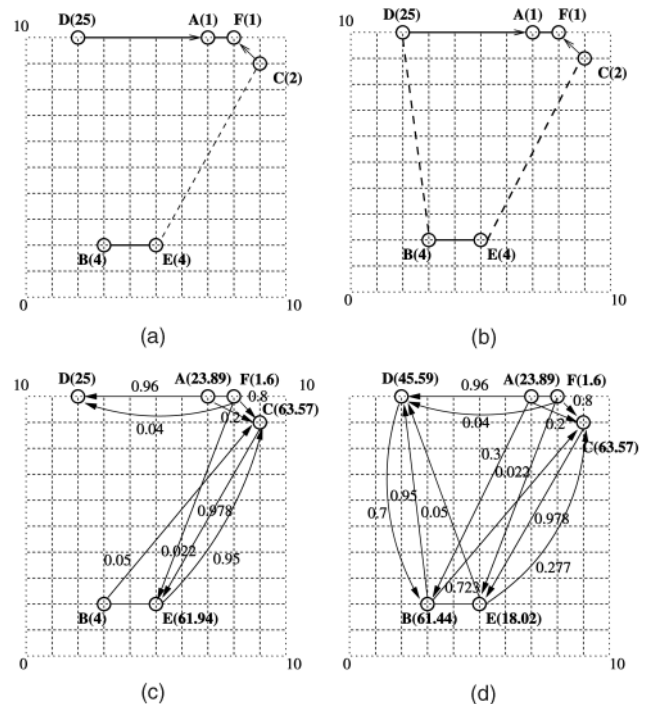 10 D(25) A(1) F(1)
C(2)
B(4) E(4)
0 10
(a)
10 D(25) A(1) F(1)
C(2)
B(4) E(4)
0 10
(b)
10 D(25) 0.96 A(23.89) F(1.6) 10
0.8
C(63.57)
0.04 0.2
0.978
0.05 0.022 0.95
B(4) E(61.94)
0 10
(c)
10 D(45.59) 0.96 A(23.89) F(1.6)
0.8
0.04 0.2
C(63.57)
0.3
0.022
0.95
0.7 0.05 0.978
0.723 0.277
B(61.44) E(18.02)
0 10
(d)